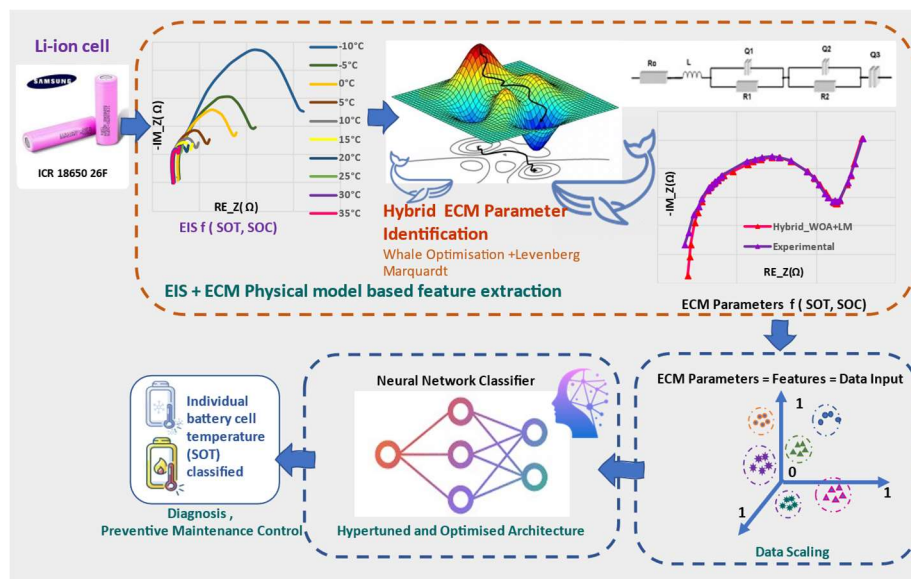 Li-ion cell
SAMSUNG
ICR 18650 26F
-IM_Z( Ω)
RE_Z( Ω)
-10°C
-5°C
0°C
5°C
10°C
15°C
20°C
25°C
30°C
35°C
EIS f ( SOT, SOC)
Hybrid ECM Parameter
Identification
Whale Optimisation +Levenberg
Marquardt
Ro
L
Q1
R1
Q2
R2
Q3
-IM_Z(Ω)
Hybrid_WOA+LM
Experimental
RE_Z(Ω)
EIS + ECM Physical model based feature extraction
ECM Parameters f ( SOT, SOC)
ECM Parameters = Features = Data Input
1
0
1
1
Data Scaling
Neural Network Classifier
Hypertuned and Optimised Architecture
Individual
battery cell
temperature
(SOT)
classified
Diagnosis ,
Preventive Maintenance Control